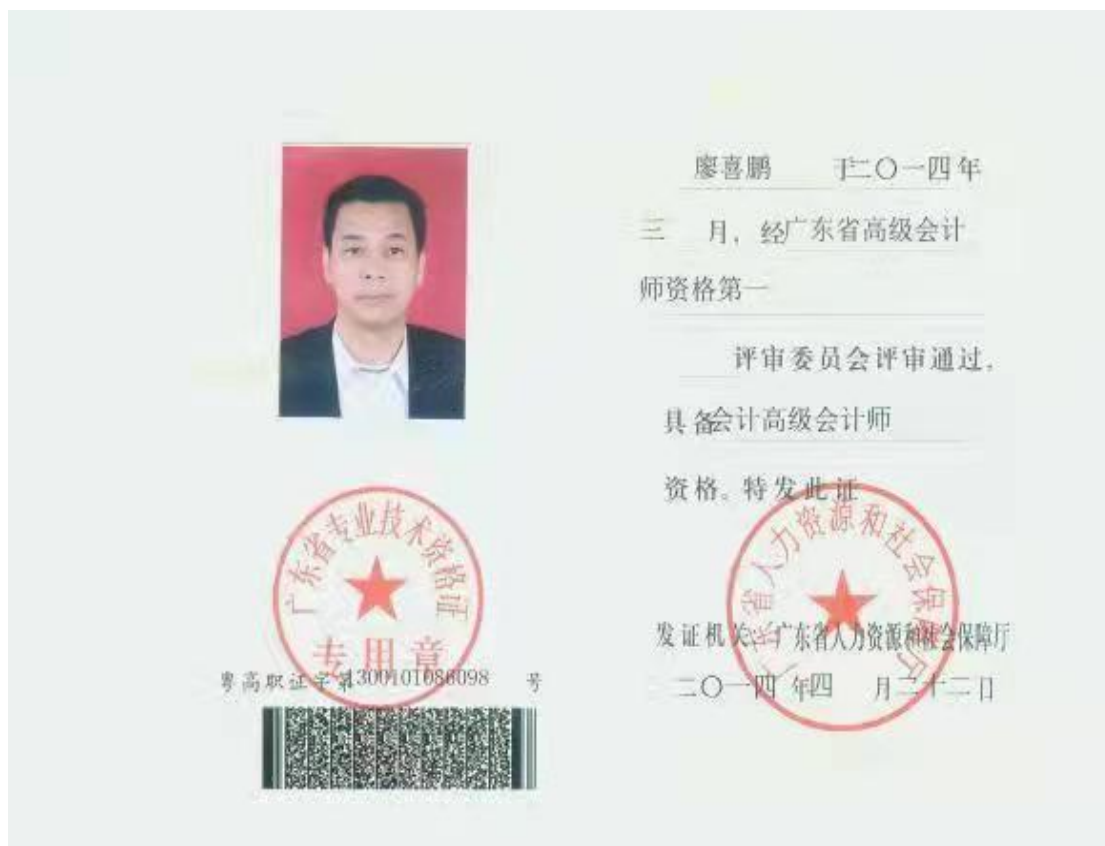 廖喜鹏 于二〇一四年
三 月，经广东省高级会计
师资格第一
评审委员会评审通过，
具备会计高级会计师
资格。特发此证
广东省专业技术资格证
专用章
粤高职证字第1300101086098 号
广东省人力资源和社会保障厅
发证机关：广东省人力资源和社会保障厅
二〇一四 年四 月二十二日